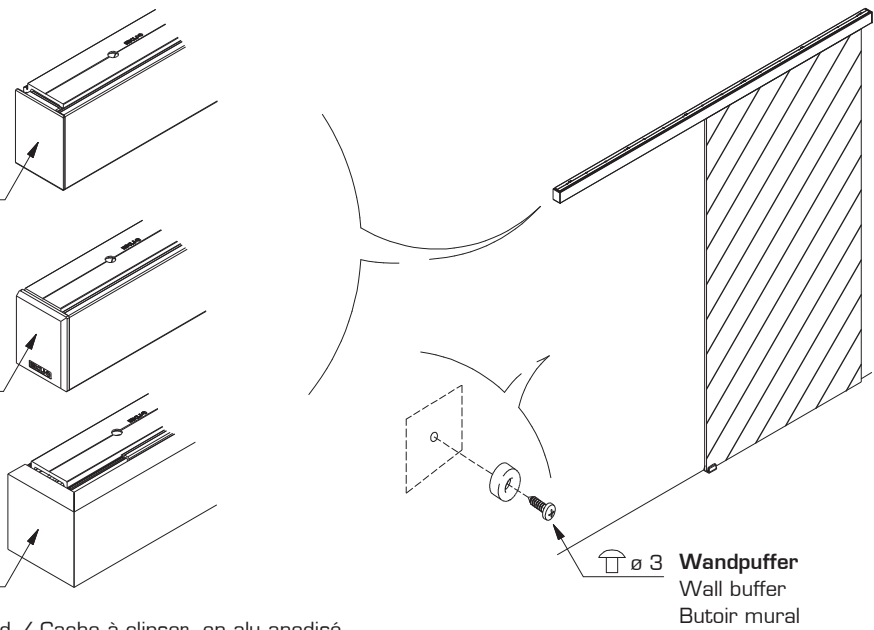 ø 3 Wandpuffer
Wall buffer
Butoir mural
d / Cache à clipser, en alu anodisé